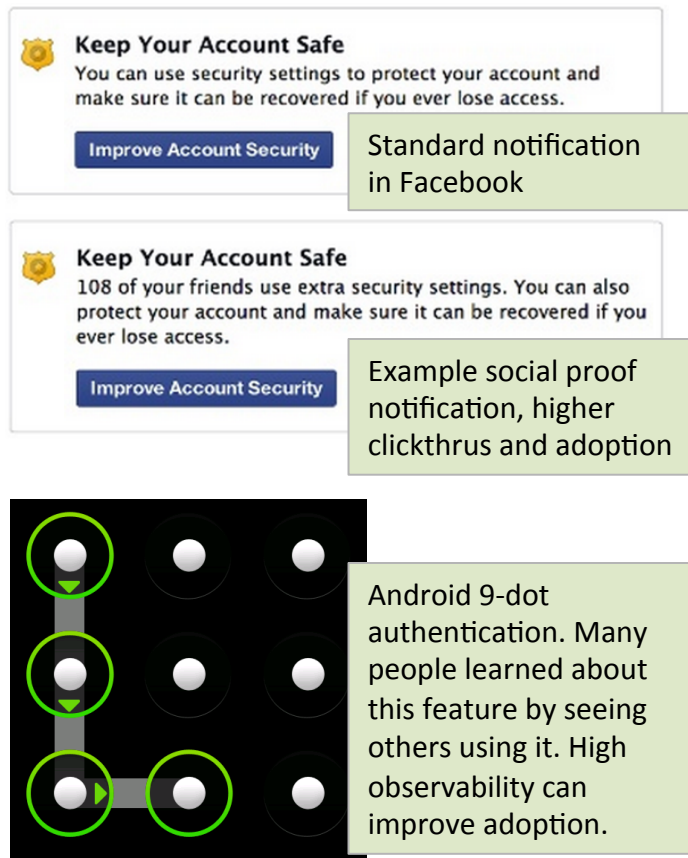 Keep Your Account Safe
You can use security settings to protect your account and
make sure it can be recovered if you ever lose access.
Improve Account Security
Standard notification
in Facebook
Keep Your Account Safe
108 of your friends use extra security settings. You can also
protect your account and make sure it can be recovered if you
ever lose access.
Improve Account Security
Example social proof
notification, higher
clickthrus and adoption
Android 9-dot
authentication. Many
people learned about
this feature by seeing
others using it. High
observability can
improve adoption.